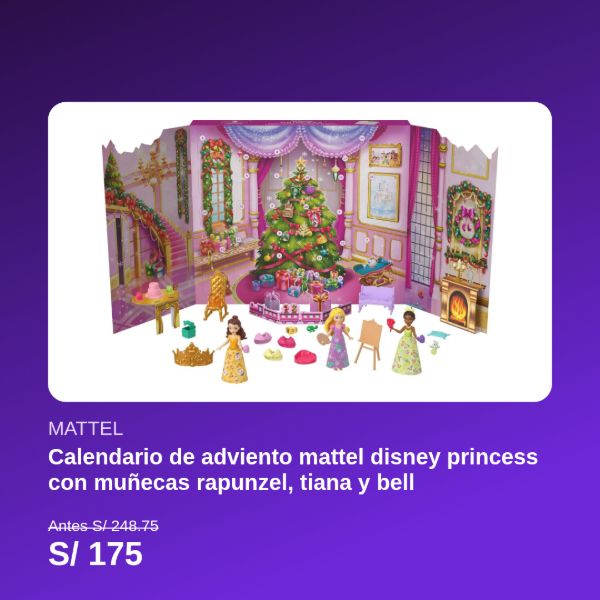 MATTEL
Calendario de adviento mattel disney princess
con muñecas rapunzel, tiana y bell
Antes S/ 248.75
S/ 175